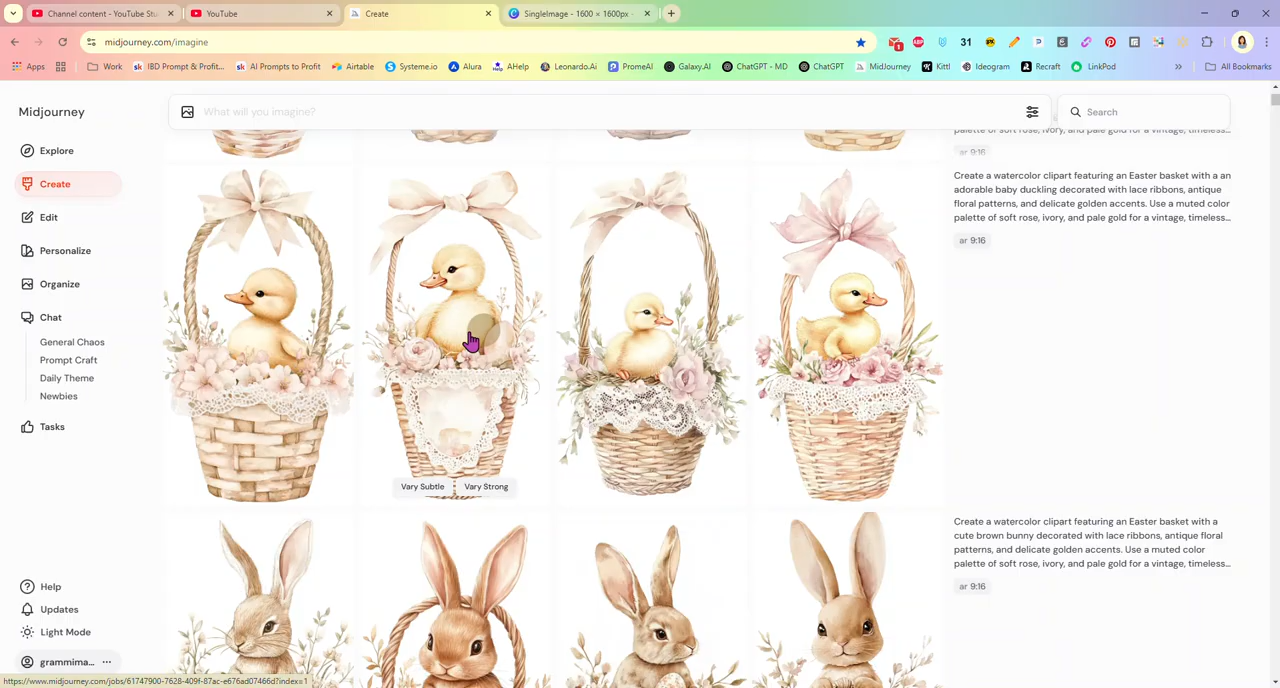 Channel content - YouTube Stu
YouTube
Create
SingleImage - 1600 × 1600px -
midjourney.com/imagine
1
31
Apps
Work
IBD Prompt & Profit...
AI Prompts to Profit
Airtable
Systeme.io
Alura
AHelp
Leonardo.Ai
PromeAI
Galaxy.AI
ChatGPT - MD
ChatGPT
MidJourney
Kittl
Ideogram
Recraft
LinkPod
All Bookmarks
Midjourney
What will you imagine?
Search
palette of soft rose, ivory, and pale gold for a vintage, timeless...
ar 9:16
Explore
Create
Edit
Personalize
Organize
Chat
General Chaos
Prompt Craft
Daily Theme
Newbies
Tasks
Create a watercolor clipart featuring an Easter basket with a an
adorable baby duckling decorated with lace ribbons, antique
floral patterns, and delicate golden accents. Use a muted color
palette of soft rose, ivory, and pale gold for a vintage, timeless...
ar 9:16
Vary Subtle
Vary Strong
Create a watercolor clipart featuring an Easter basket with a
cute brown bunny decorated with lace ribbons, antique floral
patterns, and delicate golden accents. Use a muted color
palette of soft rose, ivory, and pale gold for a vintage, timeless...
ar 9:16
Help
Updates
Light Mode
grammima...
https://www.midjourney.com/jobs/61747900-7628-409f-87ac-e676ad07466d?index=1